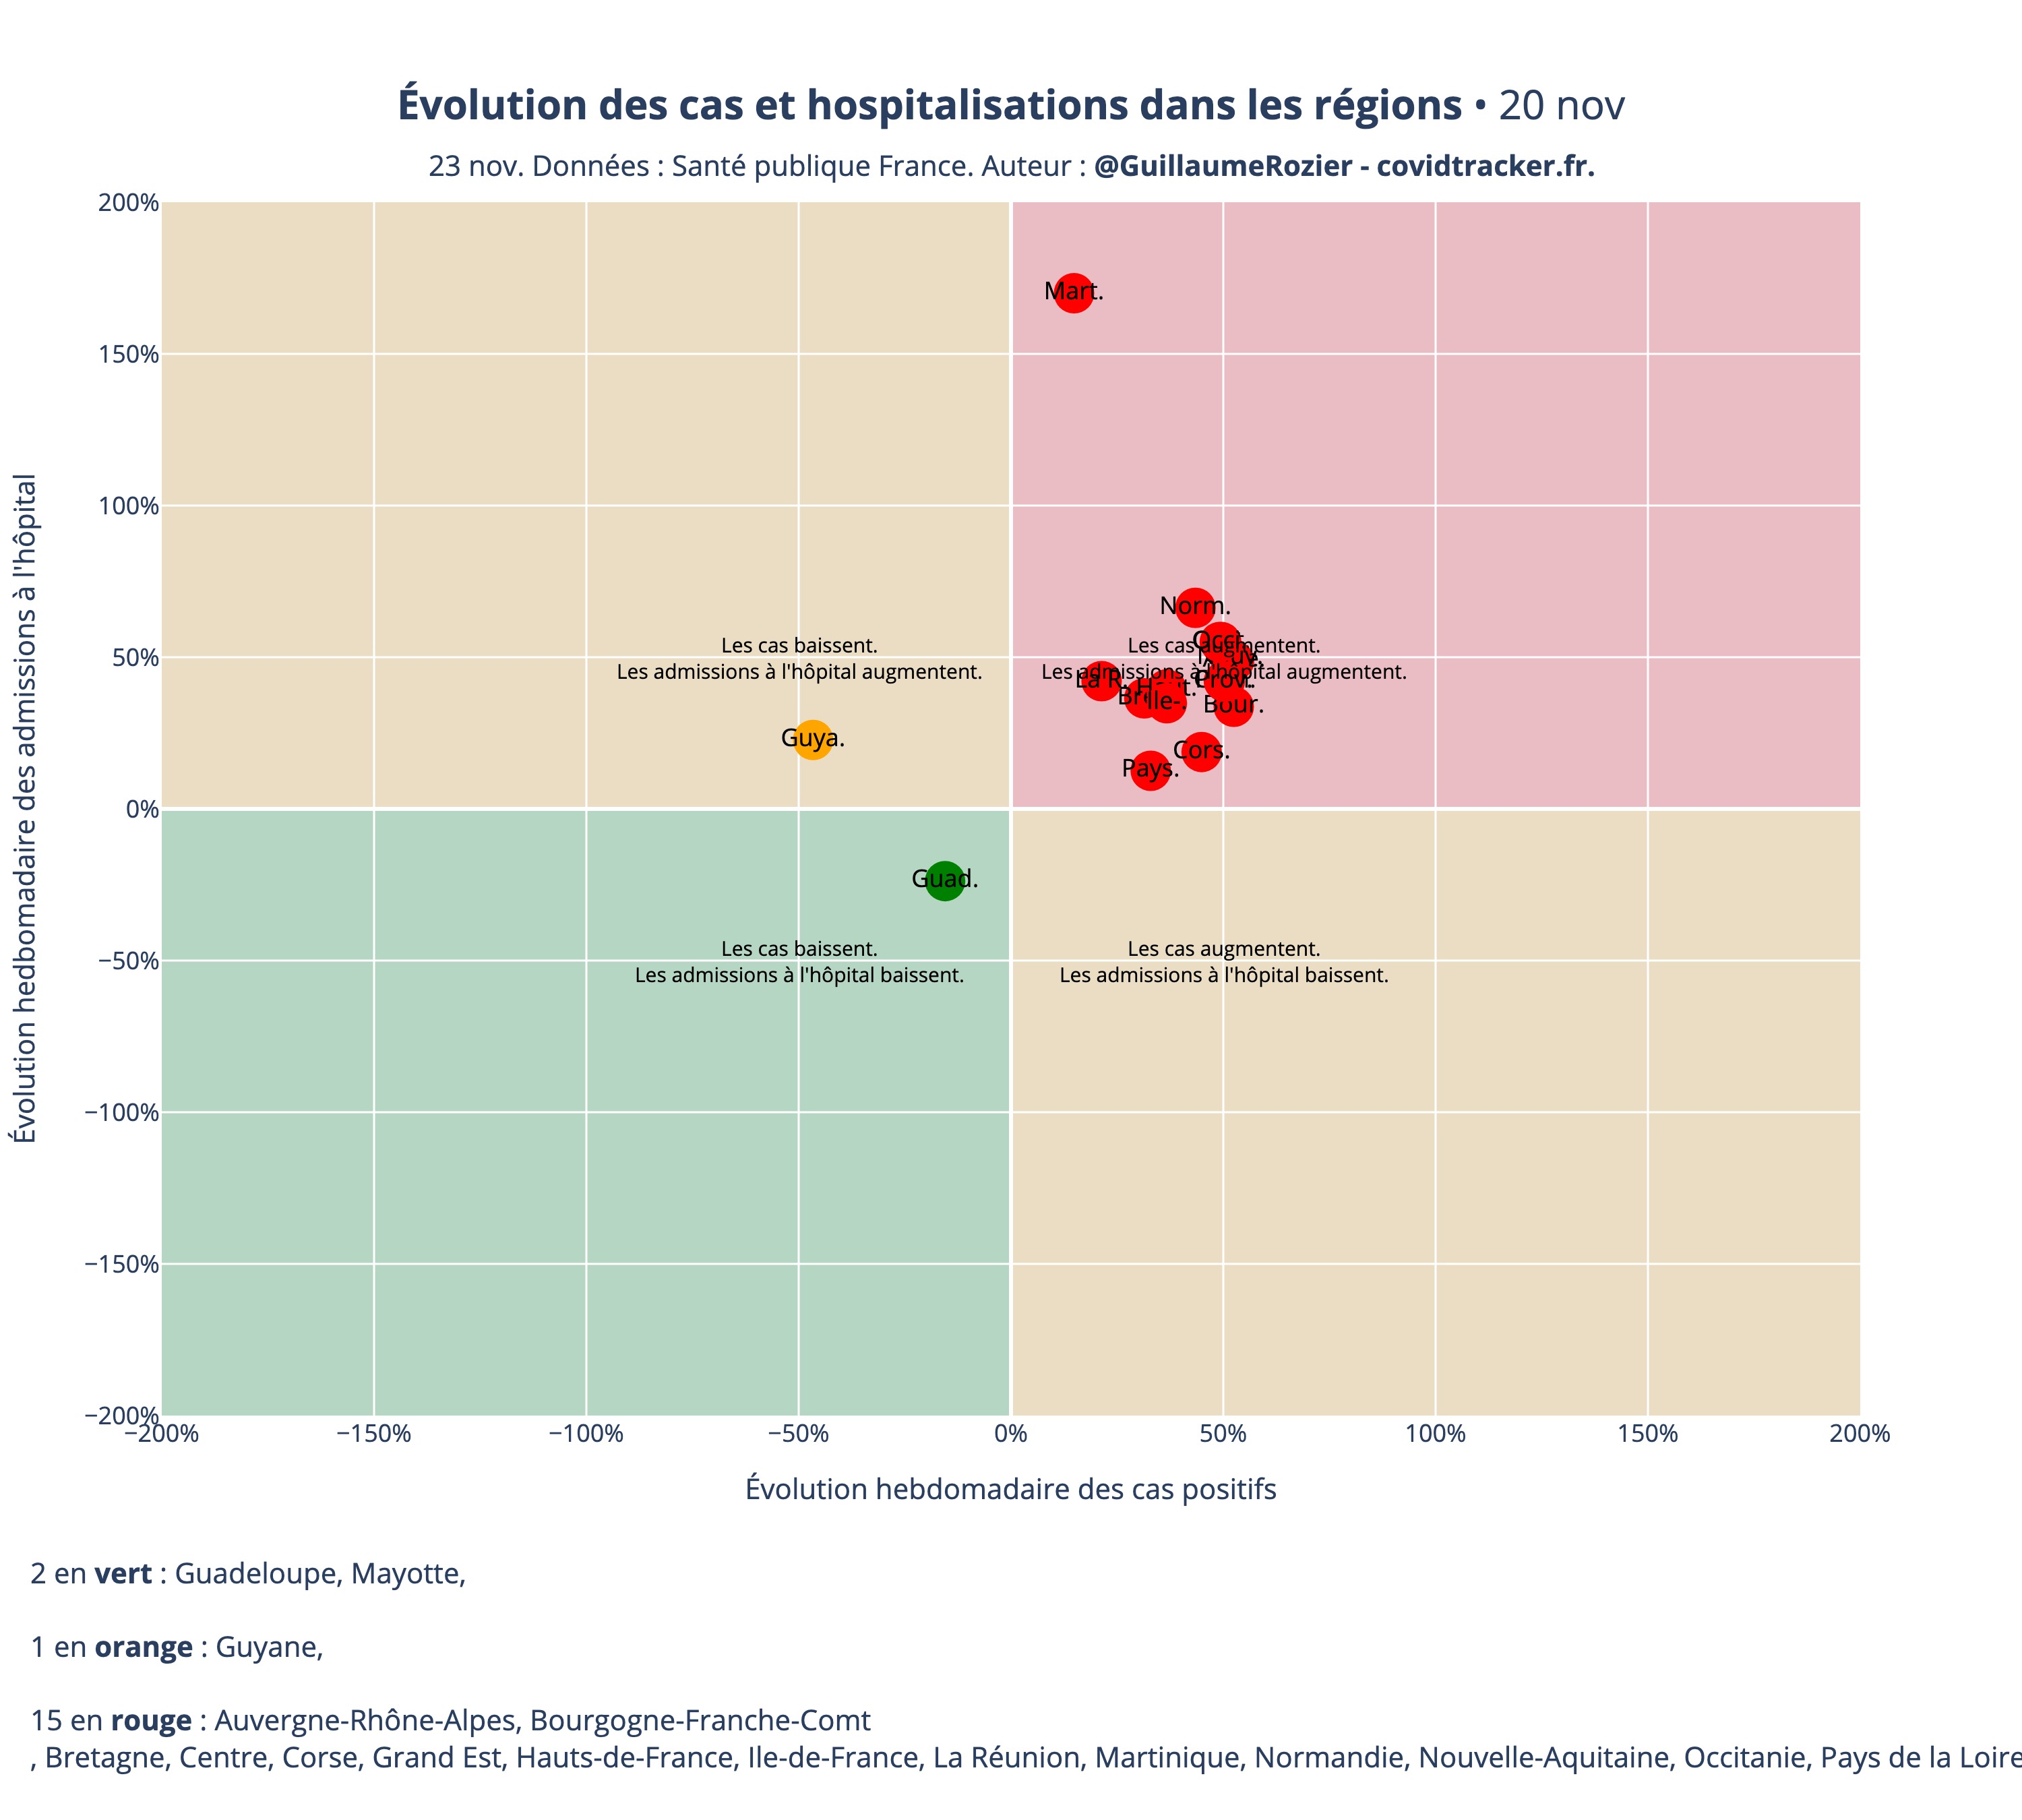 Évolution des cas et hospitalisations dans les régions • 20 nov
23 nov. Données : Santé publique France. Auteur : @GuillaumeRozier - covidtracker.fr.
Évolution hedbomadaire des admissions à l'hôpital
200%
150%
100%
50%
0%
−50%
−100%
−150%
−200%
Mart.
Norm.
Occi.
Les cas baissent.
Les admissions à l'hôpital augmentent.
Les cas augmentent.
Les admissions à l'hôpital augmentent.
La R.
Prov.
Ile-.
Bour.
Guya.
Cors.
Pays.
Guad.
Les cas baissent.
Les admissions à l'hôpital baissent.
Les cas augmentent.
Les admissions à l'hôpital baissent.
−200%
−150%
−100%
−50%
0%
50%
100%
150%
200%
Évolution hebdomadaire des cas positifs
2 en vert : Guadeloupe, Mayotte,
1 en orange : Guyane,
15 en rouge : Auvergne-Rhône-Alpes, Bourgogne-Franche-Comt
, Bretagne, Centre, Corse, Grand Est, Hauts-de-France, Ile-de-France, La Réunion, Martinique, Normandie, Nouvelle-Aquitaine, Occitanie, Pays de la Loire